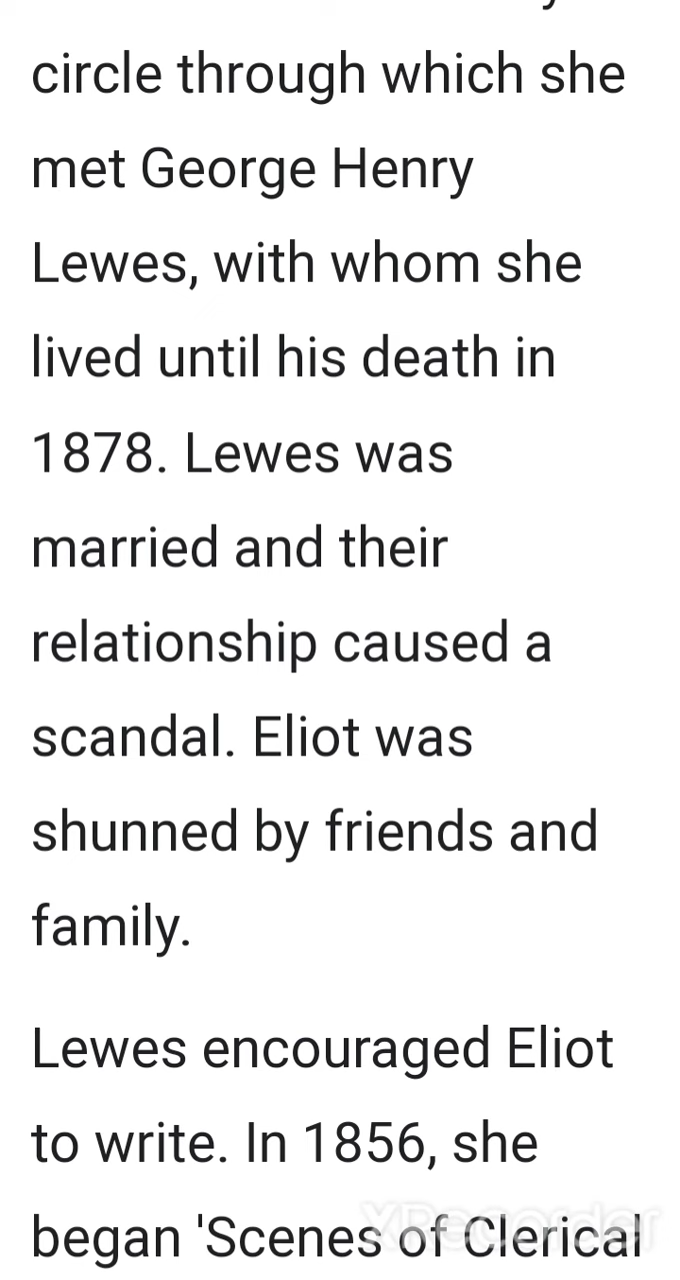 circle through which she
met George Henry
Lewes, with whom she
lived until his death in
1878. Lewes was
married and their
relationship caused a
scandal. Eliot was
shunned by friends and
family.
Lewes encouraged Eliot
to write. In 1856, she
began 'Scenes of Clerical
XRecorder